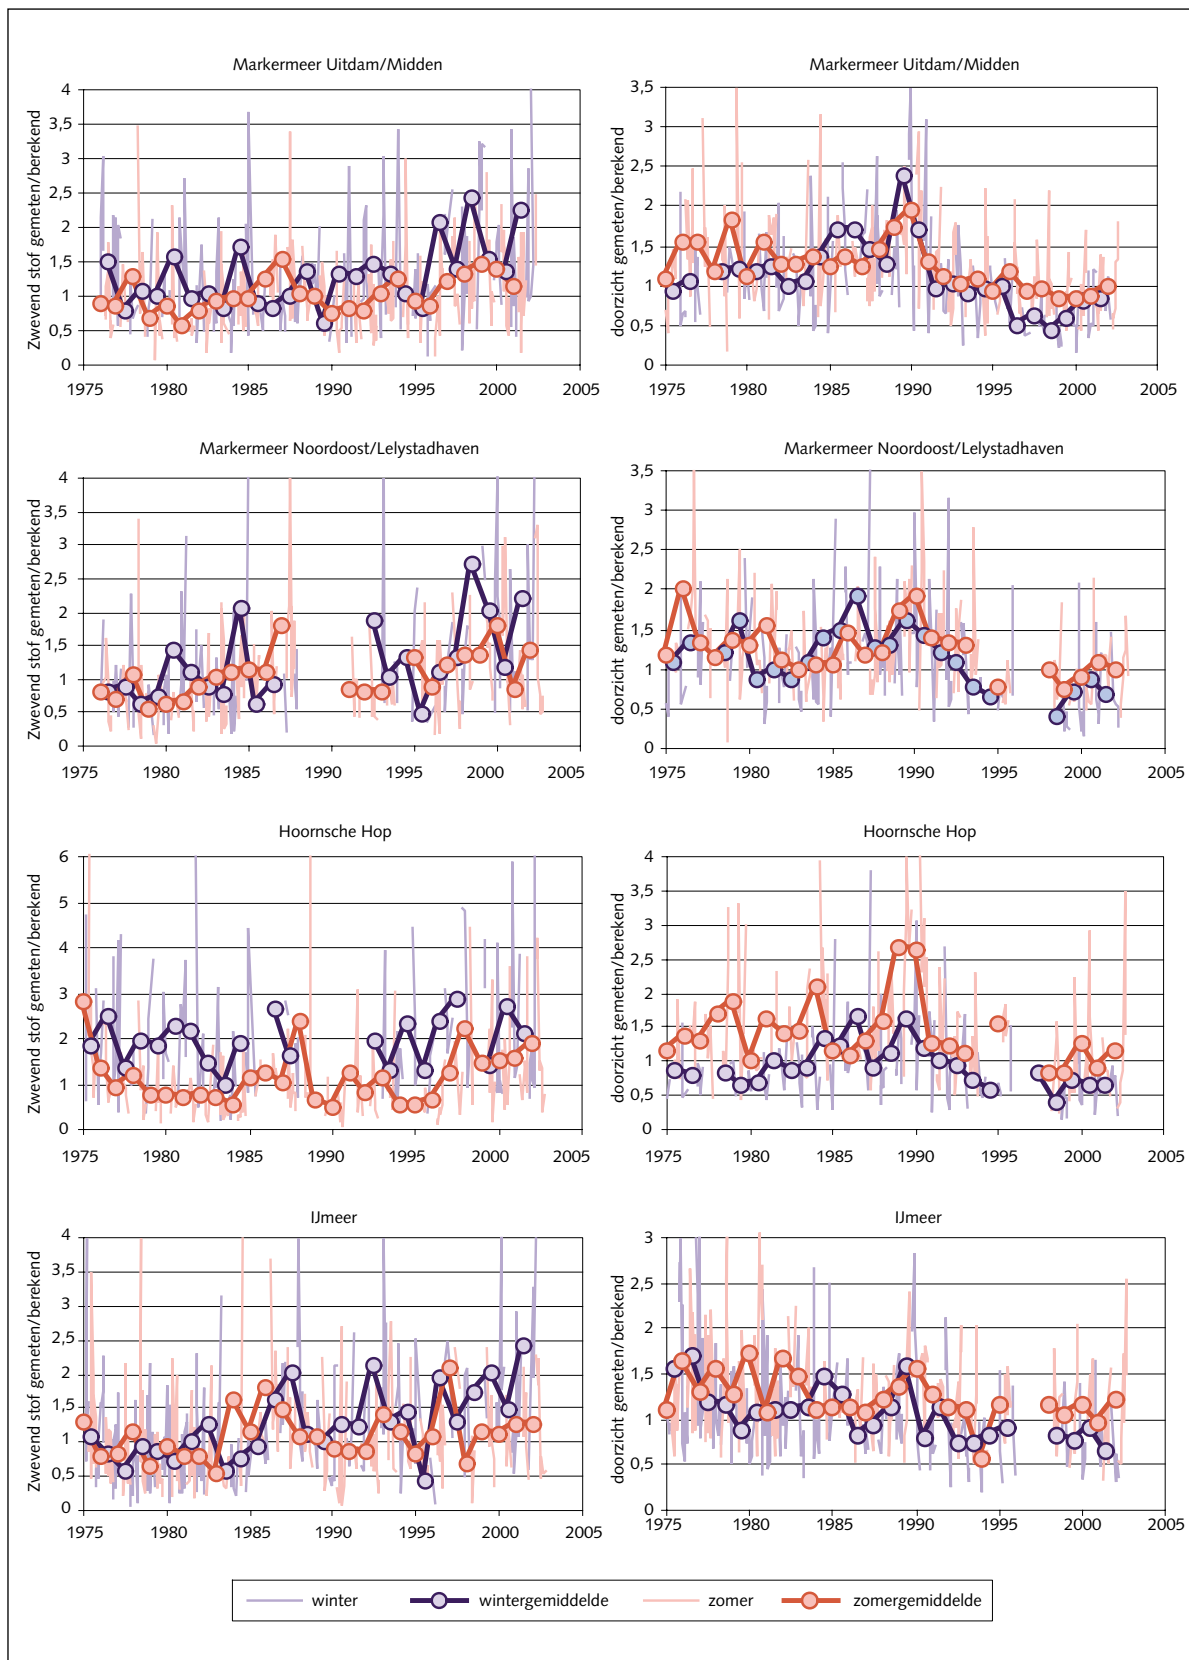 Markermeer Uitdam/Midden
Zwevend stof gemeten/berekend
4
3,5
3
2,5
2
1,5
1
0,5
0
1975 1980 1985 1990 1995 2000 2005
Markermeer Uitdam/Midden
doorzicht gemeten/berekend
3,5
3
2,5
2
1,5
1
0,5
0
1975 1980 1985 1990 1995 2000 2005
Markermeer Noordoost/Lelystadhaven
Zwevend stof gemeten/berekend
4
3,5
3
2,5
2
1,5
1
0,5
0
1975 1980 1985 1990 1995 2000 2005
Markermeer Noordoost/Lelystadhaven
doorzicht gemeten/berekend
3,5
3
2,5
2
1,5
1
0,5
0
1975 1980 1985 1990 1995 2000 2005
Hoornsche Hop
Zwevend stof gemeten/berekend
6
5
4
3
2
1
0
1975 1980 1985 1990 1995 2000 2005
Hoornsche Hop
doorzicht gemeten/berekend
4
3,5
3
2,5
2
1,5
1
0,5
0
1975 1980 1985 1990 1995 2000 2005
IJmeer
Zwevend stof gemeten/berekend
4
3,5
3
2,5
2
1,5
1
0,5
0
1975 1980 1985 1990 1995 2000 2005
IJmeer
doorzicht gemeten/berekend
3
2,5
2
1,5
1
0,5
0
1975 1980 1985 1990 1995 2000 2005
winter wintergemiddelde zomer zomergemiddelde